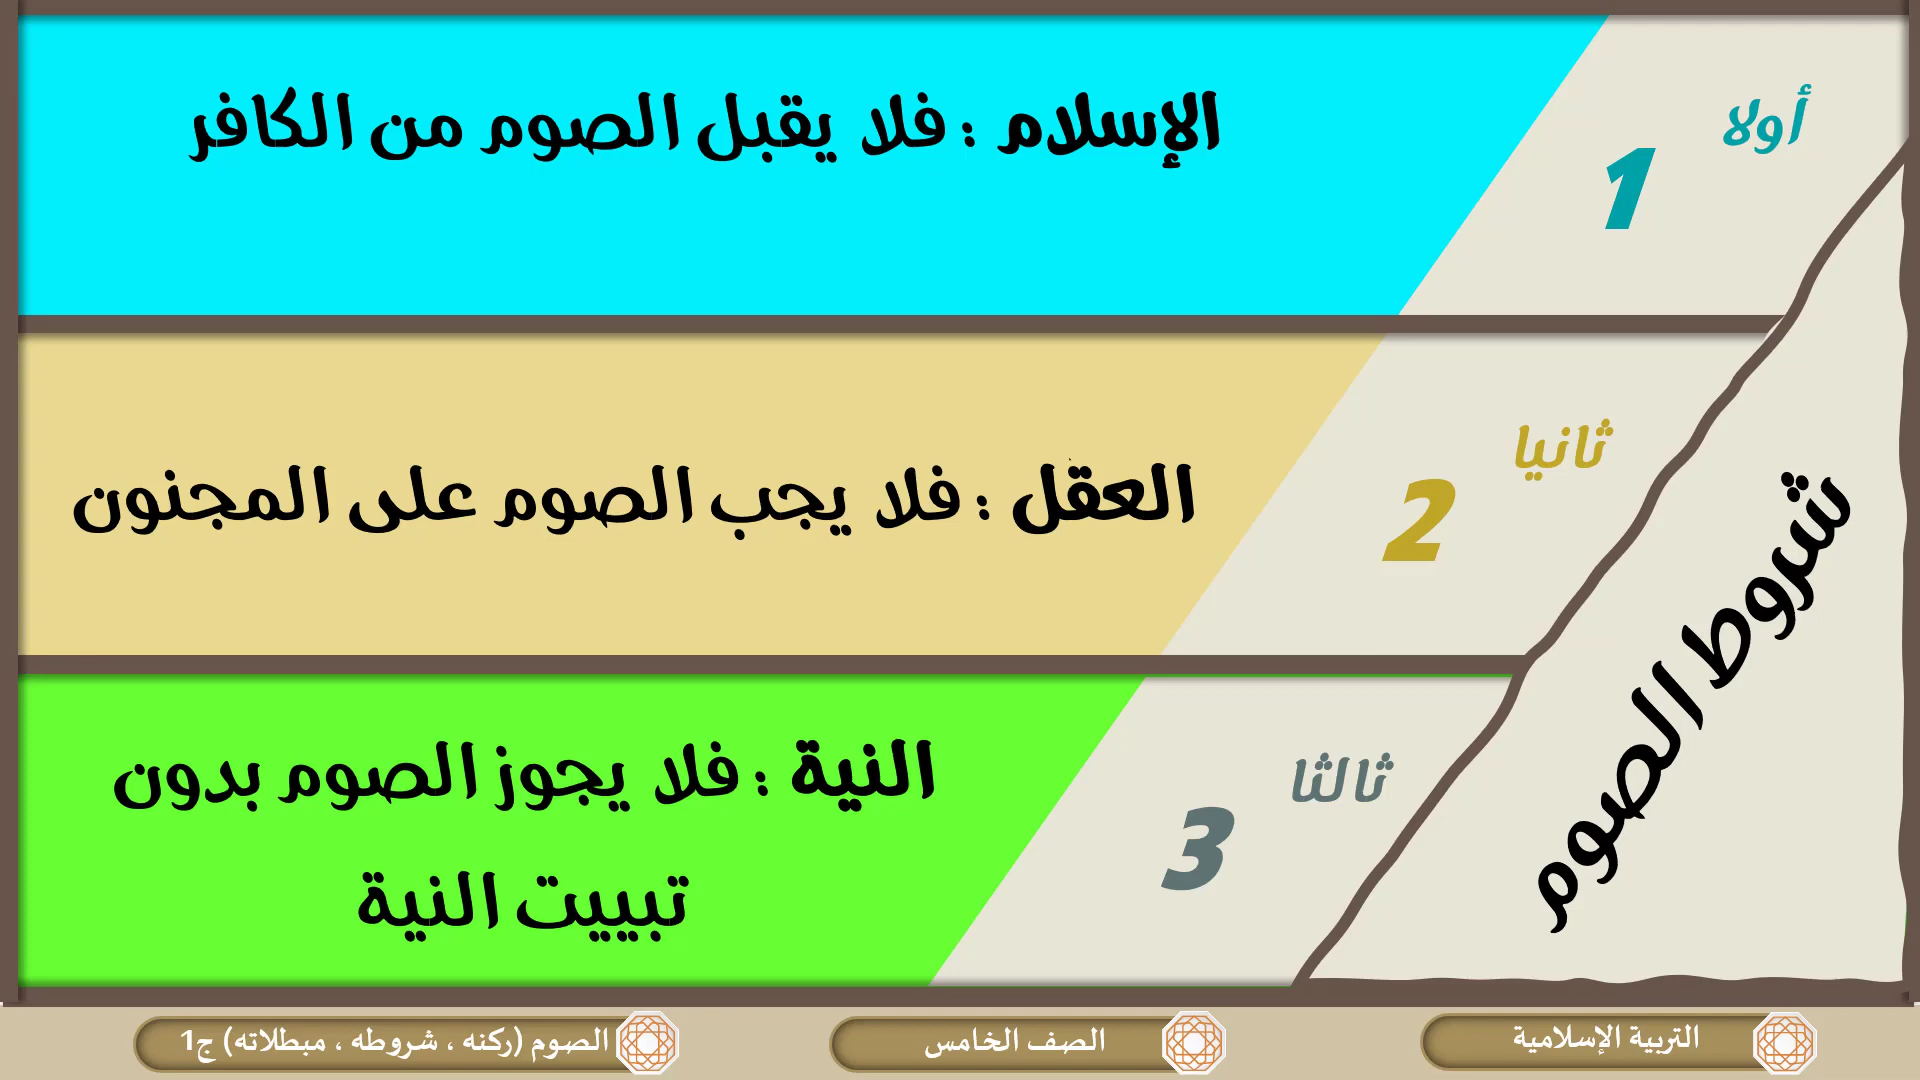 شروط الصوم
أولا
1
الإسلام : فلا يقبل الصوم من الكافر
ثانيا
2
العقل : فلا يجب الصوم على المجنون
ثالثا
3
النية : فلا يجوز الصوم بدون
تبييت النية
التربية الإسلامية
الصف الخامس
الصوم (ركنه ، شروطه ، مبطلاته) ج1